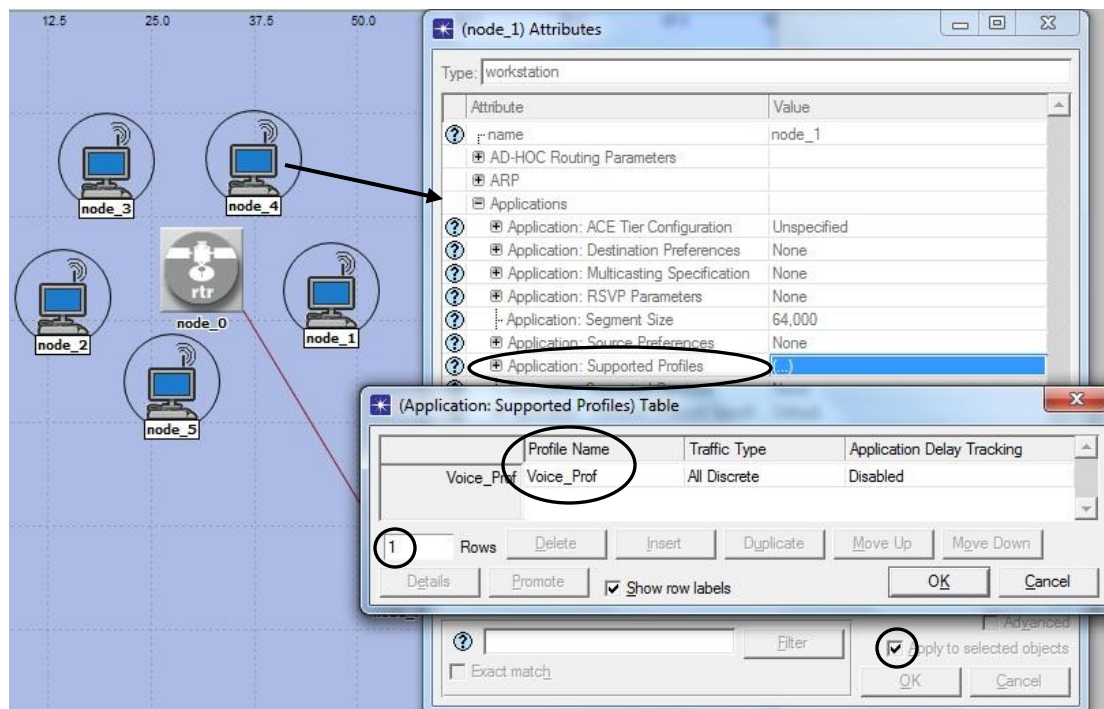 12.5 25.0 37.5 50.0
node_3
node_4
rtr
node_0
node_2
node_1
node_5
(node_1) Attributes
Type: workstation
Attribute Value
name node_1
AD-HOC Routing Parameters
ARP
Applications
Application: ACE Tier Configuration Unspecified
Application: Destination Preferences None
Application: Multicasting Specification None
Application: RSVP Parameters None
Application: Segment Size 64,000
Application: Source Preferences None
Application: Supported Profiles (...)
(Application: Supported Profiles) Table
Profile Name Traffic Type Application Delay Tracking
Voice_Prof Voice_Prof All Discrete Disabled
1 Rows Delete Insert Duplicate Move Up Move Down
Details Promote Show row labels OK Cancel
Advanced
Filter Apply to selected objects
Exact match OK Cancel